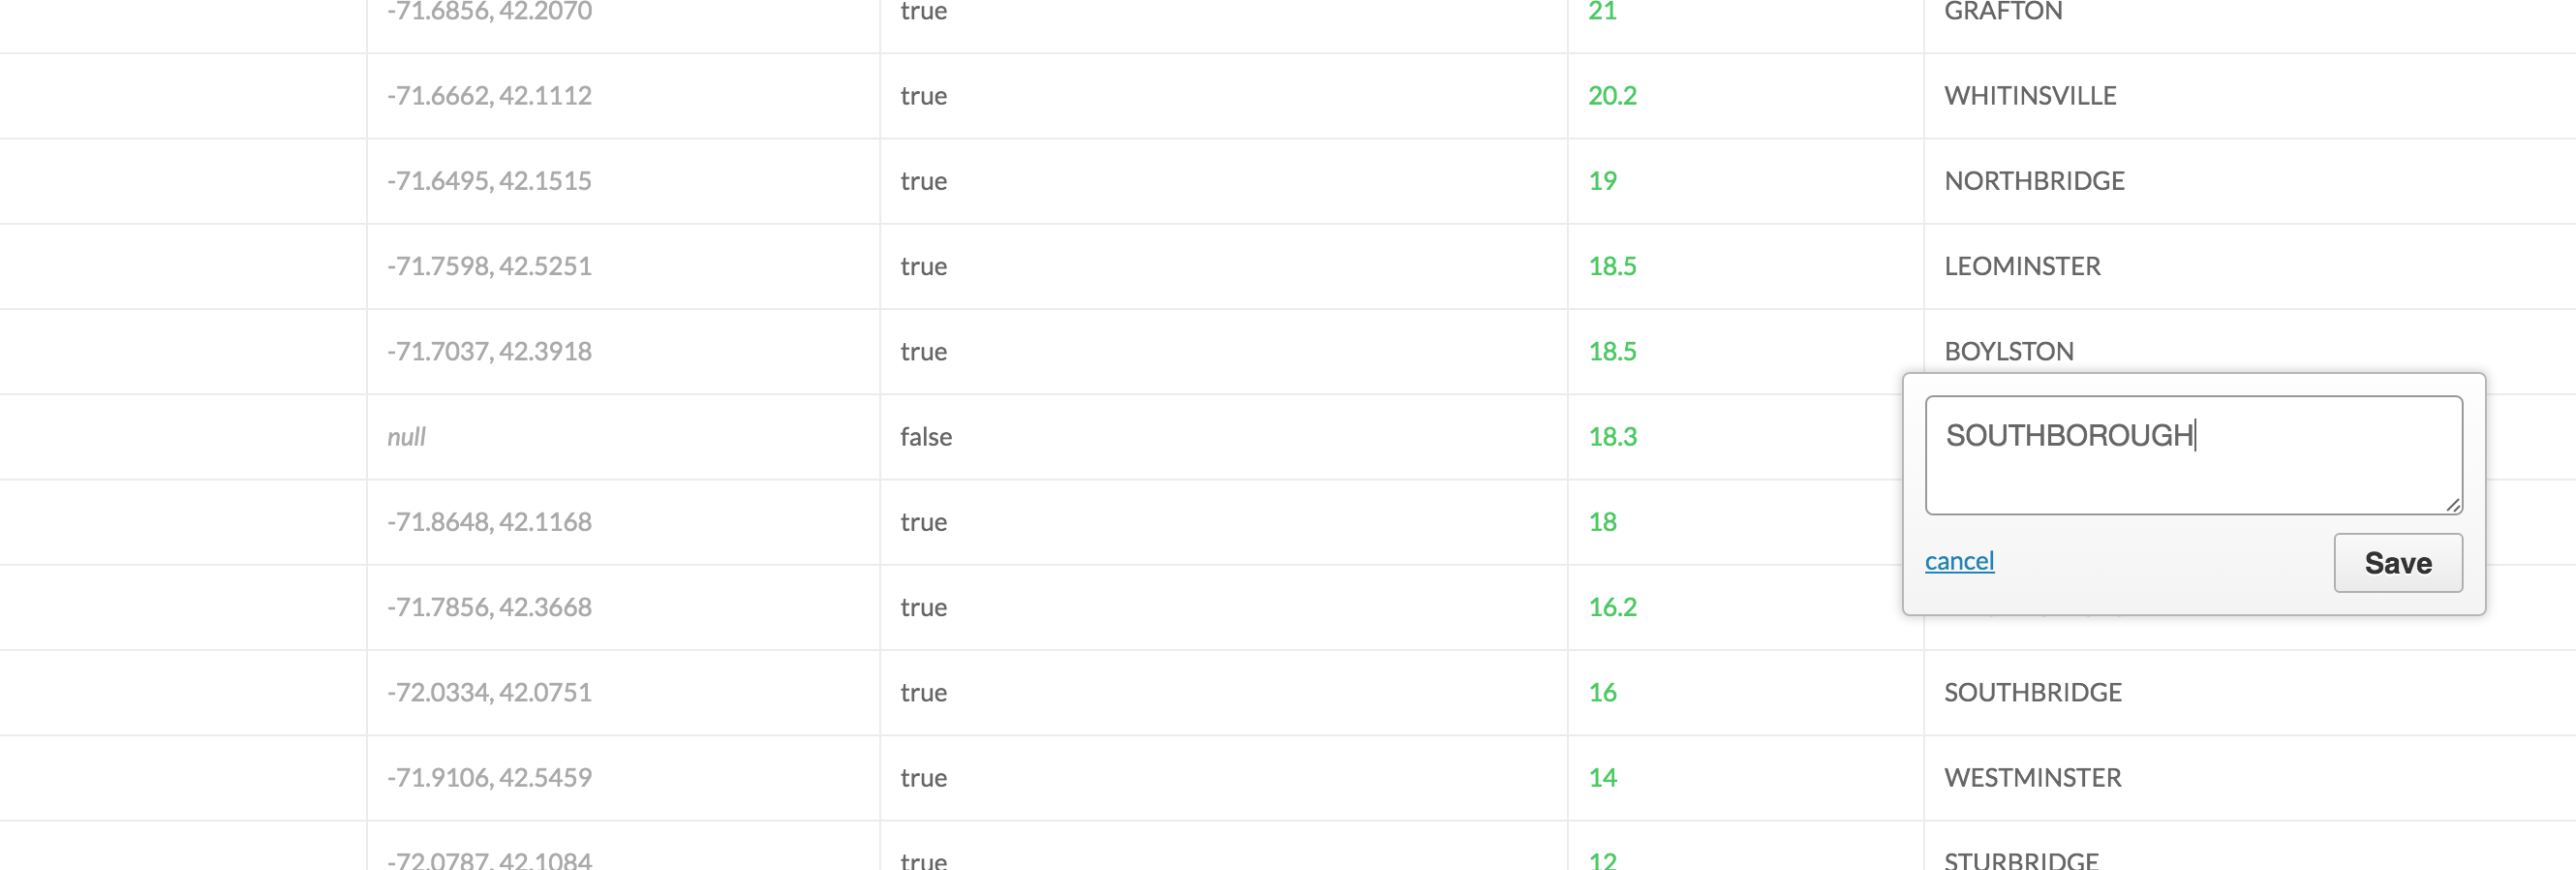 -71.6856, 42.2070 true 21 GRAFTON
-71.6662, 42.1112 true 20.2 WHITINSVILLE
-71.6495, 42.1515 true 19 NORTHBRIDGE
-71.7598, 42.5251 true 18.5 LEOMINSTER
-71.7037, 42.3918 true 18.5 BOYLSTON
null false 18.3 SOUTHBOROUGH
-71.8648, 42.1168 true 18
cancel Save
-71.7856, 42.3668 true 16.2
-72.0334, 42.0751 true 16 SOUTHBRIDGE
-71.9106, 42.5459 true 14 WESTMINSTER
-72.0787, 42.1084 true 12 STURBRIDGE